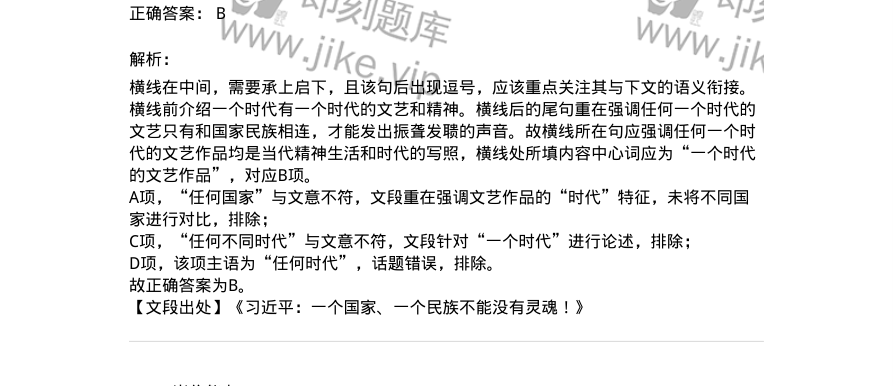 正确答案： B
即刻题库
www.jike.vip
www.jike
解析：
横线在中间，需要承上启下，且该句后出现逗号，应该重点关注其与下文的语义衔接。
横线前介绍一个时代有一个时代的文艺和精神。横线后的尾句重在强调任何一个时代的
文艺只有和国家民族相连，才能发出振聋发聩的声音。故横线所在句应强调任何一个时
代的文艺作品均是当代精神生活和时代的写照，横线处所填内容中心词应为“一个时代
的文艺作品”，对应B项。
A项，“任何国家”与文意不符，文段重在强调文艺作品的“时代”特征，未将不同国
家进行对比，排除；
C项，“任何不同时代”与文意不符，文段针对“一个时代”进行论述，排除；
D项，该项主语为“任何时代”，话题错误，排除。
故正确答案为B。
【文段出处】《习近平：一个国家、一个民族不能没有灵魂！》